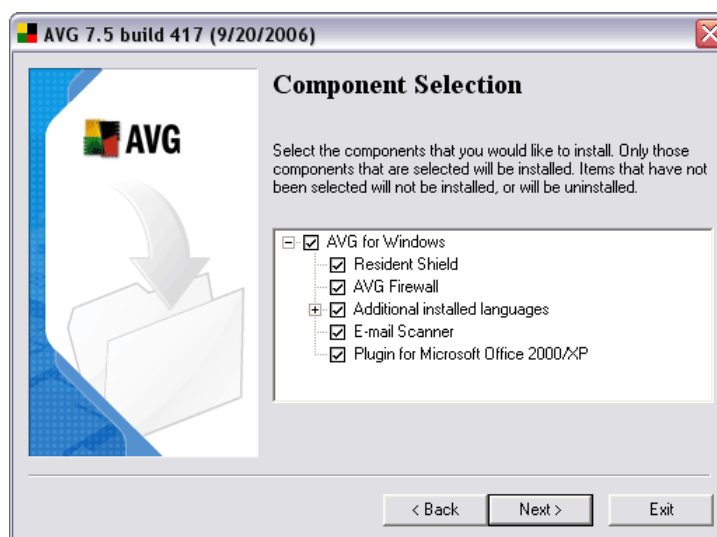 AVG 7.5 build 417 (9/20/2006)
AVG
Component Selection
Select the components that you would like to install. Only those
components that are selected will be installed. Items that have not
been selected will not be installed, or will be uninstalled.
AVG for Windows
Resident Shield
AVG Firewall
Additional installed languages
E-mail Scanner
Plugin for Microsoft Office 2000/XP
< Back
Next >
Exit